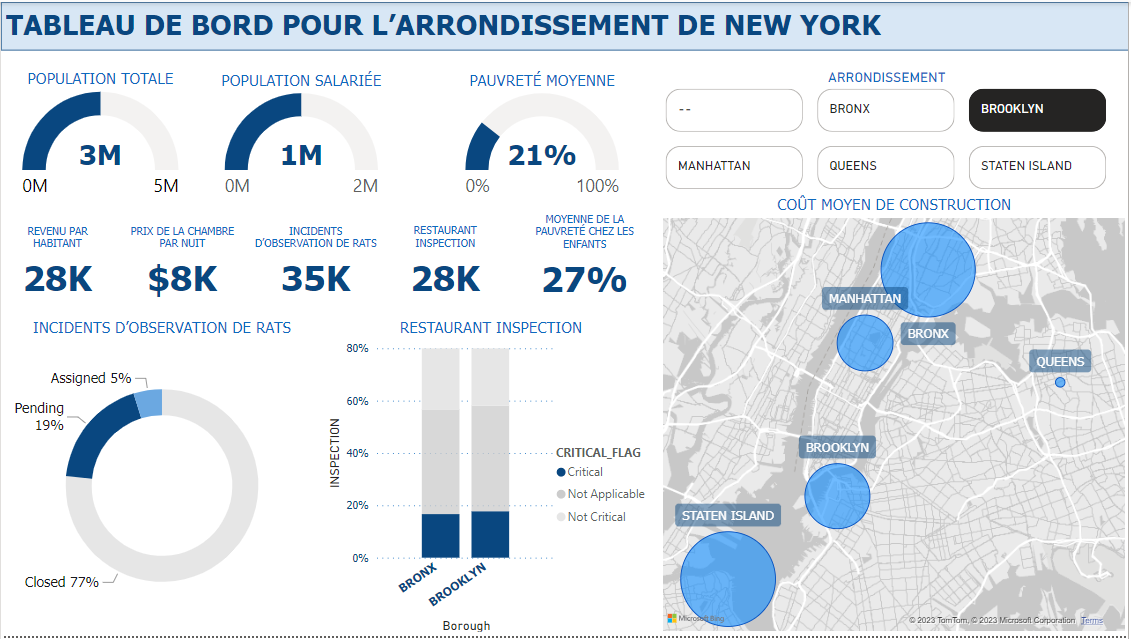 TABLEAU DE BORD POUR L’ARRONDISSEMENT DE NEW YORK
POPULATION TOTALE
3M
0M
5M
POPULATION SALARIÉE
1M
0M
2M
PAUVRETÉ MOYENNE
21%
0%
100%
ARRONDISSEMENT
--
BRONX
BROOKLYN
MANHATTAN
QUEENS
STATEN ISLAND
REVENU PAR
HABITANT
28K
PRIX DE LA CHAMBRE
PAR NUIT
$8K
INCIDENTS
D’OBSERVATION DE RATS
35K
RESTAURANT
INSPECTION
28K
MOYENNE DE LA
PAUVRETÉ CHEZ LES
ENFANTS
27%
INCIDENTS D’OBSERVATION DE RATS
Assigned 5%
Pending
19%
Closed 77%
RESTAURANT INSPECTION
80%
60%
40%
20%
0%
INSPECTION
BRONX
BROOKLYN
Borough
CRITICAL_FLAG
Critical
Not Applicable
Not Critical
COÛT MOYEN DE CONSTRUCTION
MANHATTAN
BRONX
QUEENS
BROOKLYN
STATEN ISLAND
Microsoft Bing
© 2023 TomTom, © 2023 Microsoft Corporation Terms